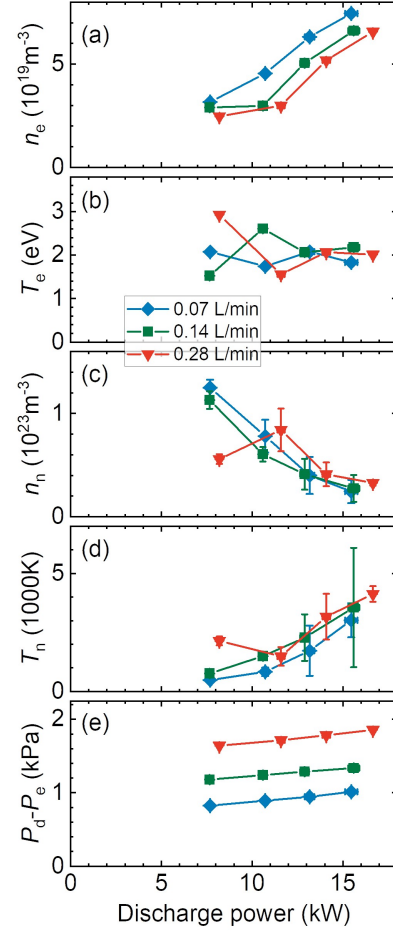 (a)
n_e (10^19 m^-3)
5
0
(b)
T_e (eV)
3
2
1
0
0.07 L/min
0.14 L/min
0.28 L/min
(c)
n_n (10^23 m^-3)
1
0
(d)
T_n (1000K)
5
0
(e)
P_d-P_e (kPa)
2
1
0
0 5 10 15
Discharge power (kW)